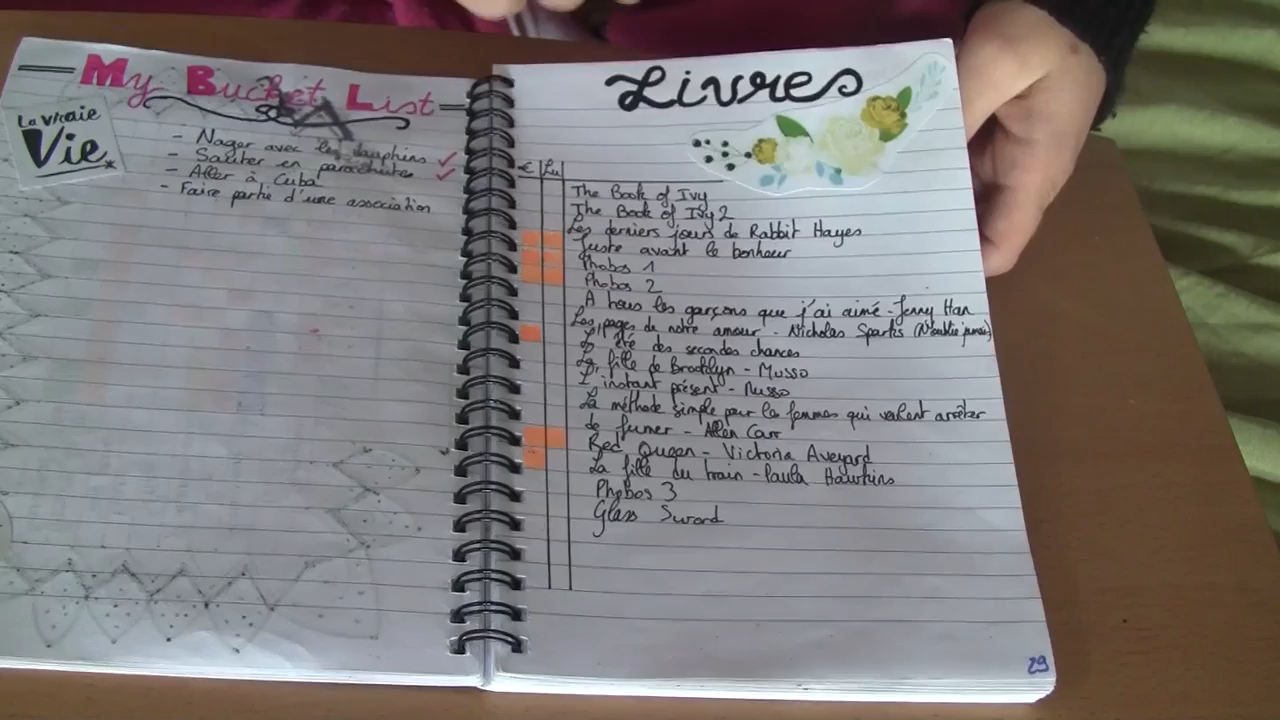 My Bucket List
La vraie
Vie
- Nager avec les dauphins ✓
- Sauter en parachutes ✓
- Aller à Cuba
- Faire partie d'une association
Livres
€ Lu
The Book of Ivy
The Book of Ivy 2
Les derniers jours de Rabbit Hayes
Juste avant le bonheur
Phobos 1
Phobos 2
A tous les garçons que j'ai aimé - Jenny Han
Les pages de notre amour - Nicholas Sparks (N'oublie jamais)
L'été des secondes chances
La fille de Brooklyn - Musso
L'instant présent - Musso
La méthode simple pour les femmes qui veulent arrêter
de fumer - Allen Carr
Red Queen - Victoria Aveyard
La fille du train - Paula Hawkins
Phobos 3
Glass Sword
29